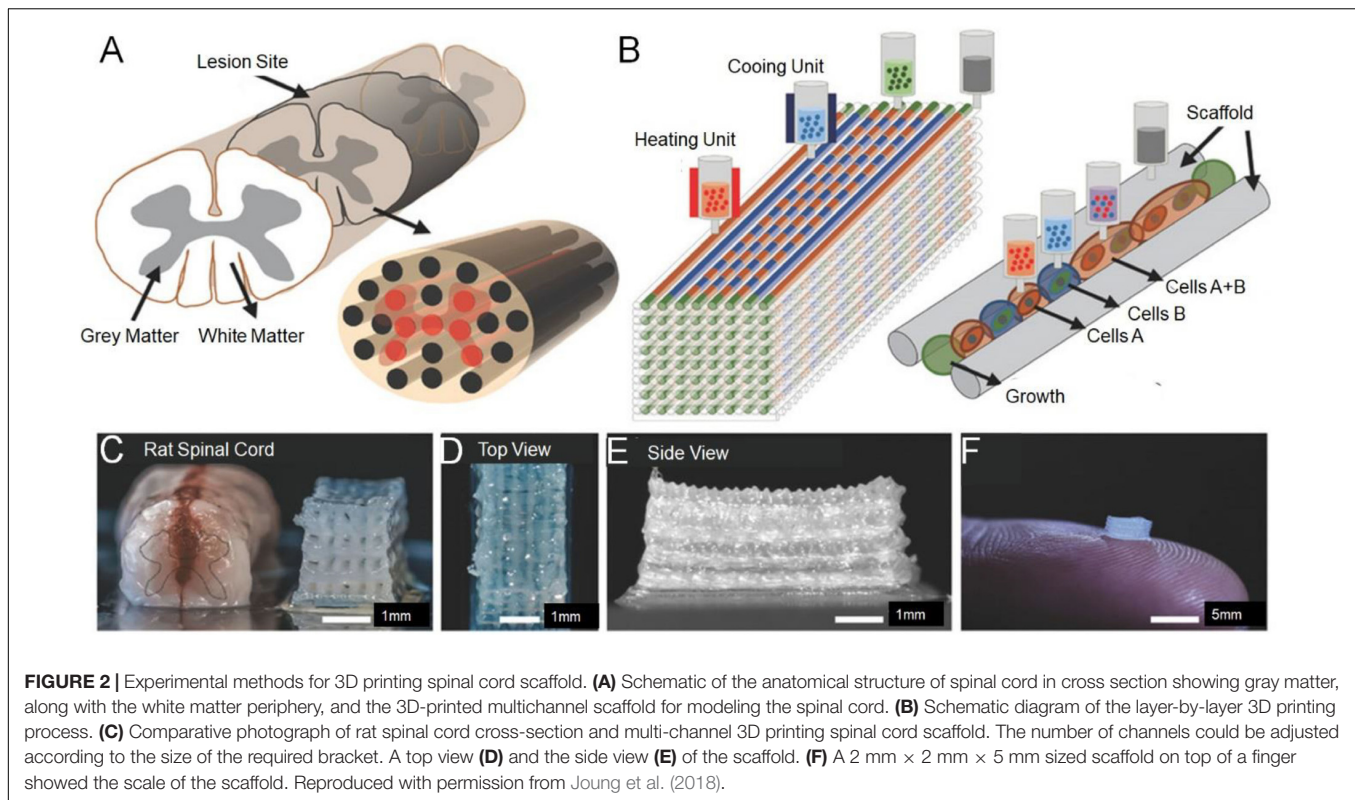 A
Lesion Site
Grey Matter
White Matter
B
Cooing Unit
Heating Unit
Scaffold
Cells A+B
Cells B
Cells A
Growth
C
Rat Spinal Cord
1mm
D
Top View
1mm
E
Side View
1mm
F
5mm
FIGURE 2 | Experimental methods for 3D printing spinal cord scaffold. (A) Schematic of the anatomical structure of spinal cord in cross section showing gray matter,
along with the white matter periphery, and the 3D-printed multichannel scaffold for modeling the spinal cord. (B) Schematic diagram of the layer-by-layer 3D printing
process. (C) Comparative photograph of rat spinal cord cross-section and multi-channel 3D printing spinal cord scaffold. The number of channels could be adjusted
according to the size of the required bracket. A top view (D) and the side view (E) of the scaffold. (F) A 2 mm × 2 mm × 5 mm sized scaffold on top of a finger
showed the scale of the scaffold. Reproduced with permission from Joung et al. (2018).